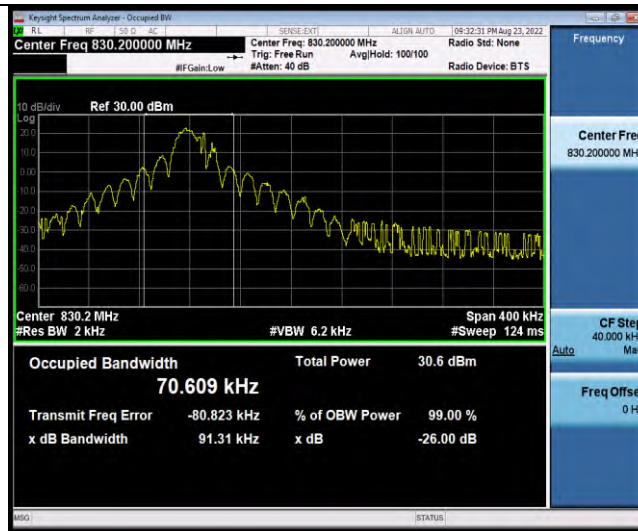 Keysight Spectrum Analyzer - Occupied BW
RL RF 50 Ω AC SENSE:EXT ALIGN AUTO 09:32:31 PM Aug 23, 2022
Center Freq 830.200000 MHz
Center Freq: 830.200000 MHz
Radio Std: None
Trig: Free Run Avg|Hold: 100/100
#IFGain:Low #Atten: 40 dB Radio Device: BTS
10 dB/div Ref 30.00 dBm
Log
20.0
10.0
0.00
-10.0
-20.0
-30.0
-40.0
-50.0
-60.0
Center 830.2 MHz Span 400 kHz
#Res BW 2 kHz #VBW 6.2 kHz #Sweep 124 ms
Occupied Bandwidth Total Power 30.6 dBm
70.609 kHz
Transmit Freq Error -80.823 kHz % of OBW Power 99.00 %
x dB Bandwidth 91.31 kHz x dB -26.00 dB
MSG STATUS
Frequency
Center Fre
830.200000 MH
CF Ste
40.000 kH
Auto Ma
Freq Offse
0 H